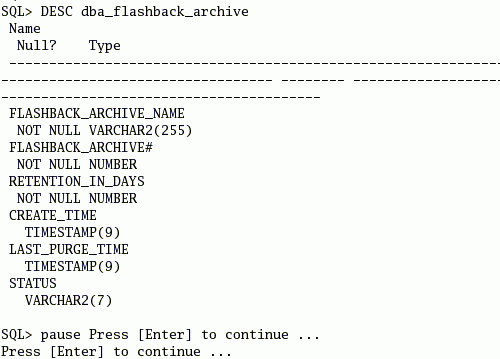 SQL> DESC dba_flashback_archive
Name
Null?    Type
--------------------------------------------------------------
---------------------------------- -------- ------------------
----------------------------------------
FLASHBACK_ARCHIVE_NAME
NOT NULL VARCHAR2(255)
FLASHBACK_ARCHIVE#
NOT NULL NUMBER
RETENTION_IN_DAYS
NOT NULL NUMBER
CREATE_TIME
TIMESTAMP(9)
LAST_PURGE_TIME
TIMESTAMP(9)
STATUS
VARCHAR2(7)
SQL> pause Press [Enter] to continue ...
Press [Enter] to continue ...